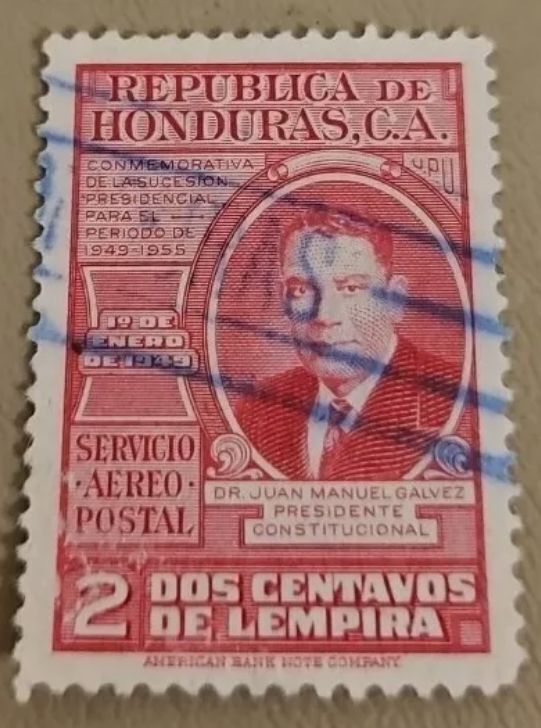 REPUBLICA DE
HONDURAS, C.A.
CONMEMORATIVA
DE LA SUCESION
PRESIDENCIAL
PARA EL
PERIODO DE
1949-1955
U.P.U
1º DE
ENERO
DE 1949
SERVICIO
·AEREO·
POSTAL
DR. JUAN MANUEL GALVEZ
PRESIDENTE
CONSTITUCIONAL
2 DOS CENTAVOS
DE LEMPIRA
AMERICAN BANK NOTE COMPANY.